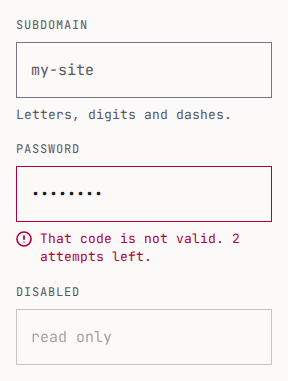 SUBDOMAIN
my-site
Letters, digits and dashes.
PASSWORD
••••••••
That code is not valid. 2
attempts left.
DISABLED
read only